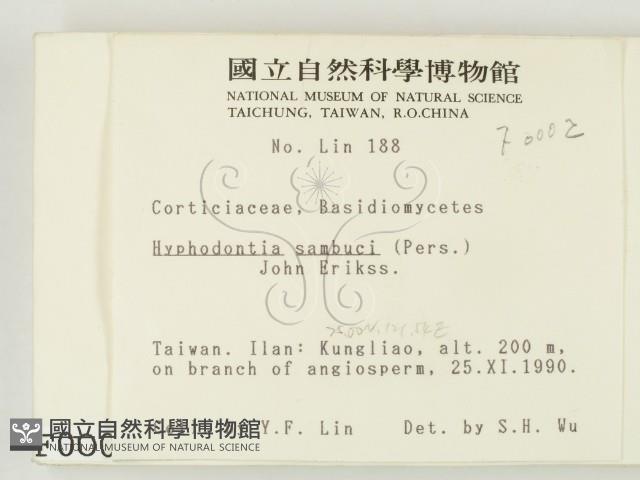 國立自然科學博物館
NATIONAL MUSEUM OF NATURAL SCIENCE
TAICHUNG, TAIWAN, R.O.CHINA
F 0002
No. Lin 188
Corticiaceae, Basidiomycetes
Hyphodontia sambuci (Pers.)
John Erikss.
Taiwan. Ilan: Kungliao, alt. 200 m,
on branch of angiosperm, 25.XI.1990.
Y.F. Lin Det. by S.H. Wu
國立自然科學博物館
NATIONAL MUSEUM OF NATURAL SCIENCE